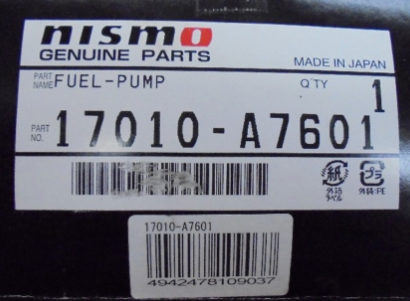 nismo
GENUINE PARTS
MADE IN JAPAN
PART NAME FUEL-PUMP Q'TY 1
PART NO. 17010-A7601
紙 プラ
外箱 外装:PE
ラベル
17010-A7601
4942478109037